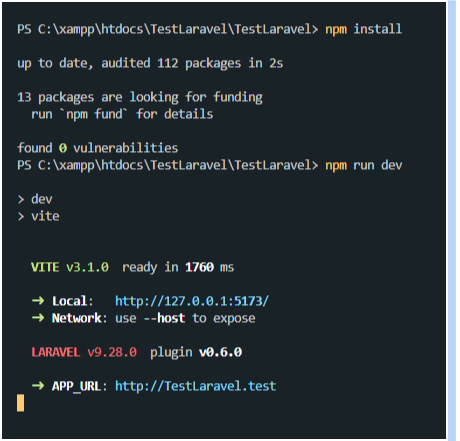 PS C:\xampp\htdocs\TestLaravel\TestLaravel> npm install
up to date, audited 112 packages in 2s
13 packages are looking for funding
run `npm fund` for details
found 0 vulnerabilities
PS C:\xampp\htdocs\TestLaravel\TestLaravel> npm run dev
> dev
> vite
VITE v3.1.0 ready in 1760 ms
➜ Local: http://127.0.0.1:5173/
➜ Network: use --host to expose
LARAVEL v9.28.0 plugin v0.6.0
➜ APP_URL: http://TestLaravel.test